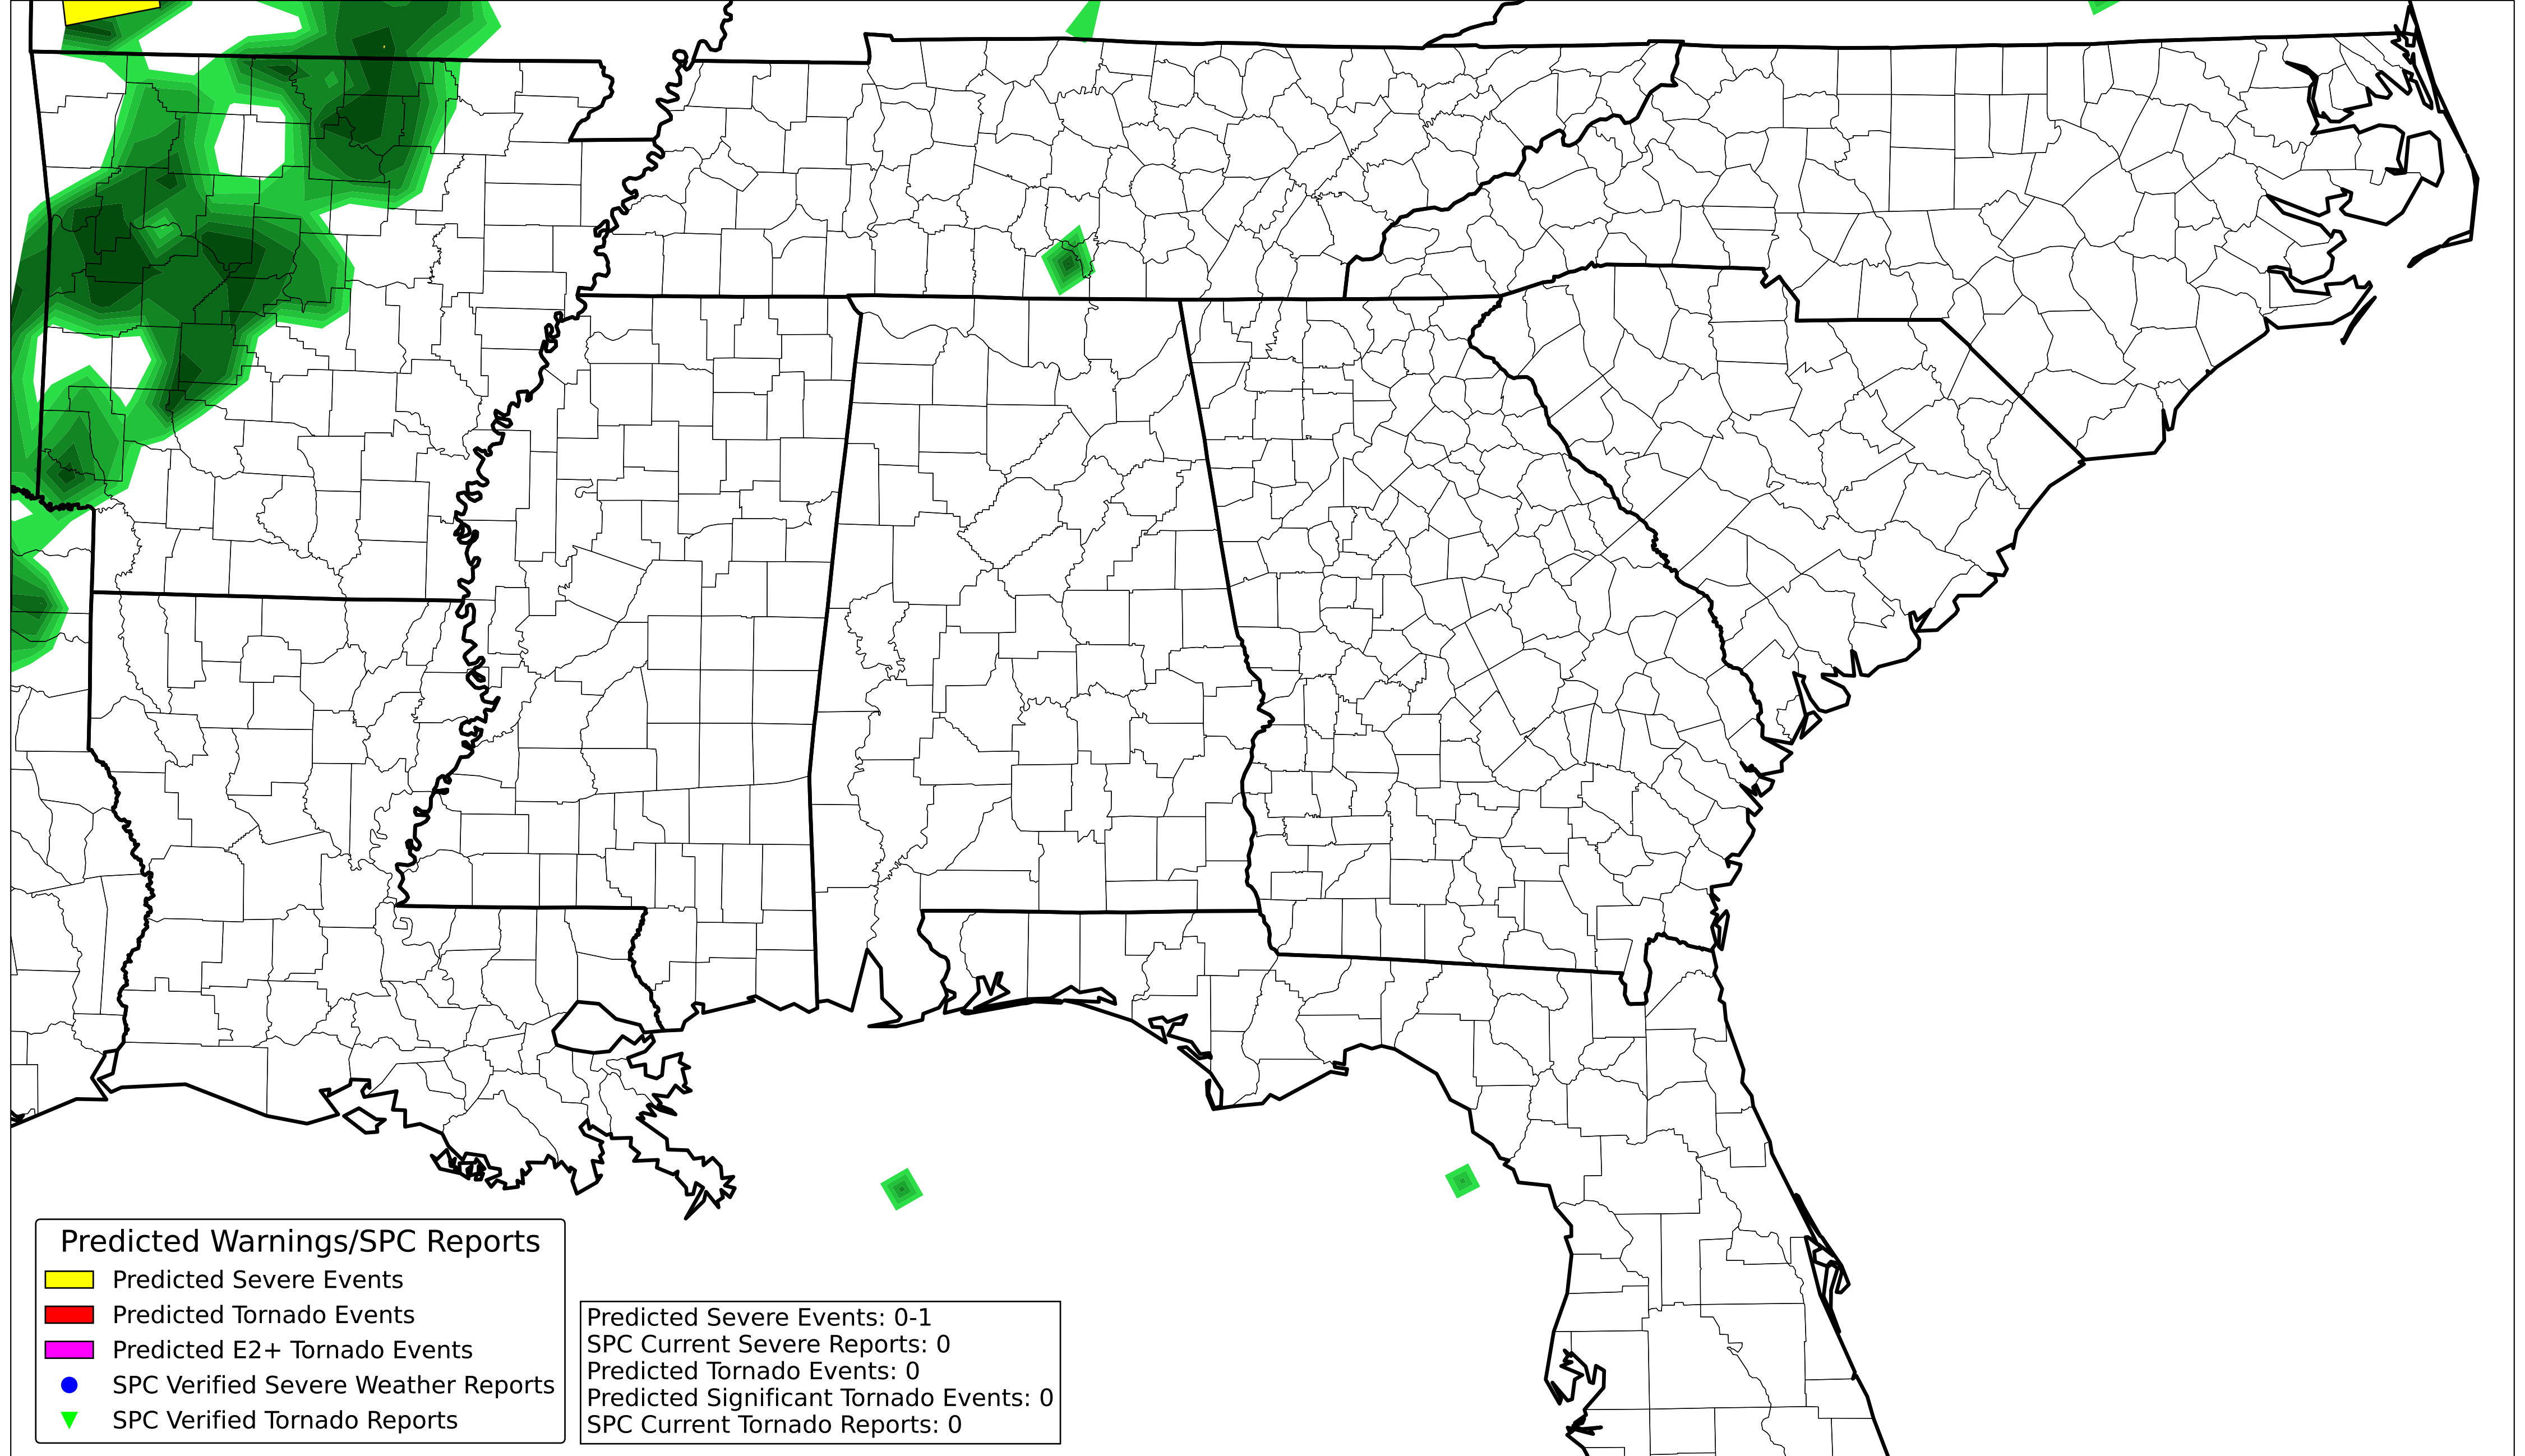 Predicted Warnings/SPC Reports
Predicted Severe Events
Predicted Tornado Events
Predicted E2+ Tornado Events
SPC Verified Severe Weather Reports
SPC Verified Tornado Reports
Predicted Severe Events: 0-1
SPC Current Severe Reports: 0
Predicted Tornado Events: 0
Predicted Significant Tornado Events: 0
SPC Current Tornado Reports: 0